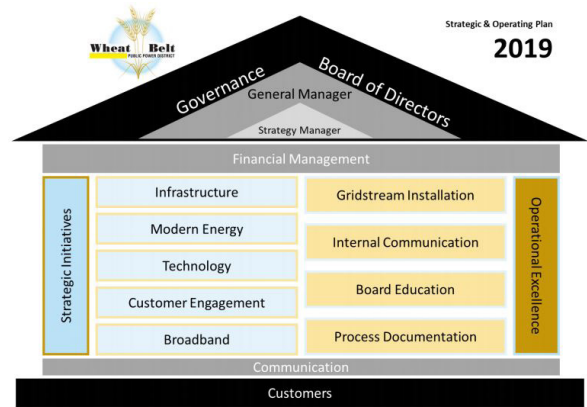 Wheat Belt
PUBLIC POWER DISTRICT
Strategic & Operating Plan
2019
Governance
Board of Directors
General Manager
Strategy Manager
Financial Management
Strategic Initiatives
Infrastructure
Modern Energy
Technology
Customer Engagement
Broadband
Gridstream Installation
Internal Communication
Board Education
Process Documentation
Operational Excellence
Communication
Customers